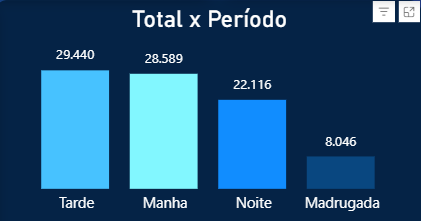 Total x Período
29.440
28.589
22.116
8.046
Tarde
Manha
Noite
Madrugada